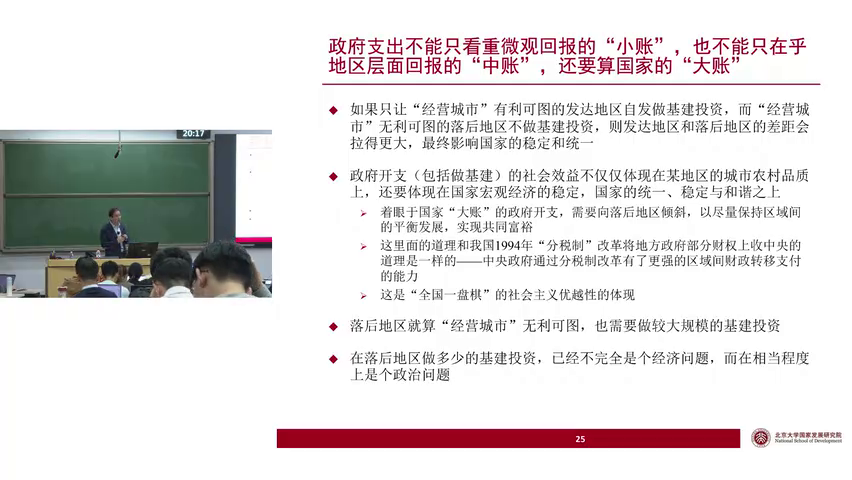 政府支出不能只看重微观回报的“小账”，也不能只在乎
地区层面回报的“中账”，还要算国家的“大账”
如果只让“经营城市”有利可图的发达地区自发做基建投资，而“经营城
市”无利可图的落后地区不做基建投资，则发达地区和落后地区的差距会
拉得更大，最终影响国家的稳定和统一
政府开支（包括做基建）的社会效益不仅仅体现在某地区的城市农村品质
上，还要体现在国家宏观经济的稳定，国家的统一、稳定与和谐之上
着眼于国家“大账”的政府开支，需要向落后地区倾斜，以尽量保持区域间
的平衡发展，实现共同富裕
这里面的道理和我国1994年“分税制”改革将地方政府部分财权上收中央的
道理是一样的——中央政府通过分税制改革有了更强的区域间财政转移支付
的能力
这是“全国一盘棋”的社会主义优越性的体现
落后地区就算“经营城市”无利可图，也需要做较大规模的基建投资
在落后地区做多少的基建投资，已经不完全是个经济问题，而在相当程度
上是个政治问题
20:17
25
北京大学国家发展研究院
National School of Development